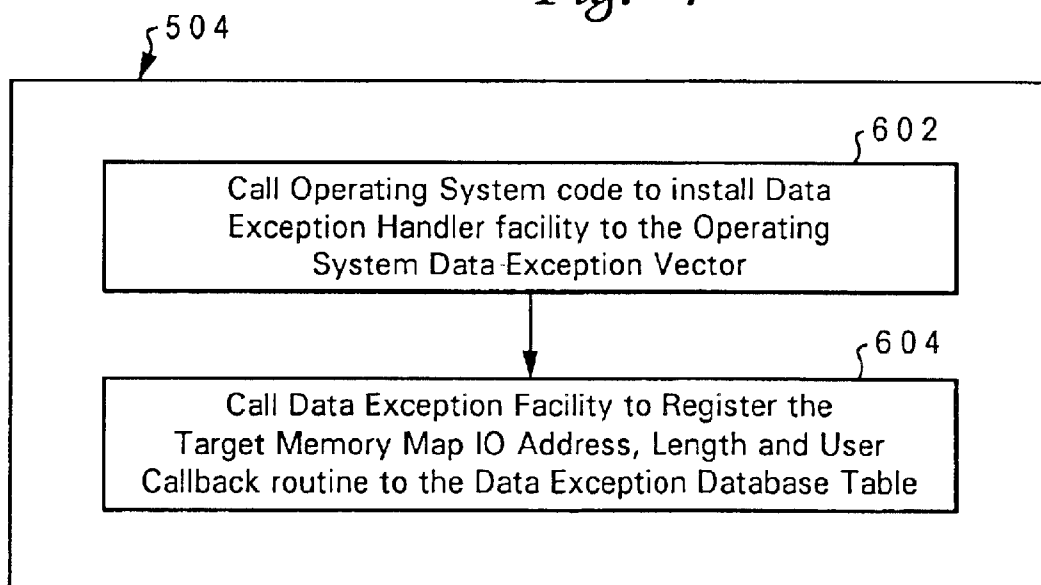 Fig.
504
602
Call Operating System code to install Data
Exception Handler facility to the Operating
System Data Exception Vector
604
Call Data Exception Facility to Register the
Target Memory Map IO Address, Length and User
Callback routine to the Data Exception Database Table